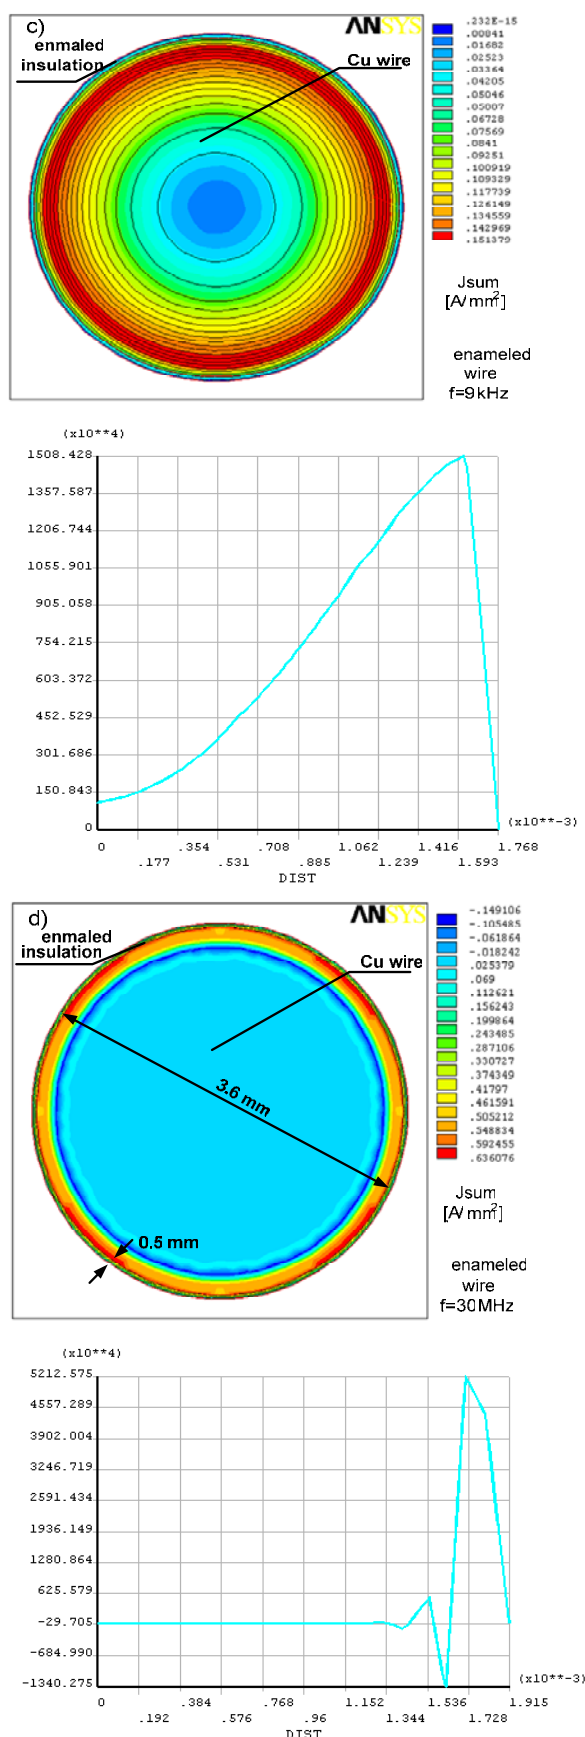 c)
ANSYS
enmaled
insulation
Cu wire
.232E-15
.00841
.01682
.02523
.03364
.04205
.05046
.05007
.06728
.07569
.0841
.09251
.100919
.109329
.117739
.126149
.134559
.142969
.151379
Jsum
[A/mm2]
enameled
wire
f=9kHz
(x10**4)
1508.428
1357.587
1206.744
1055.901
905.058
754.215
603.372
452.529
301.686
150.843
0
(x10**-3)
0 .354 .708 1.062 1.416 1.768
.177 .531 .885 1.239 1.593
DIST
d)
ANSYS
enmaled
insulation
Cu wire
3.6 mm
0.5 mm
-.149106
-.105485
-.061864
-.018242
.025379
.069
.112621
.156243
.199864
.243485
.287106
.330727
.374349
.41797
.461591
.505212
.548834
.592455
.636076
Jsum
[A/mm2]
enameled
wire
f=30MHz
(x10**4)
5212.575
4557.289
3902.004
3246.719
2591.434
1936.149
1280.864
625.579
-29.705
-684.990
-1340.275
(x10**-3)
0 .384 .768 1.152 1.536 1.915
.192 .576 .96 1.344 1.728
DIST